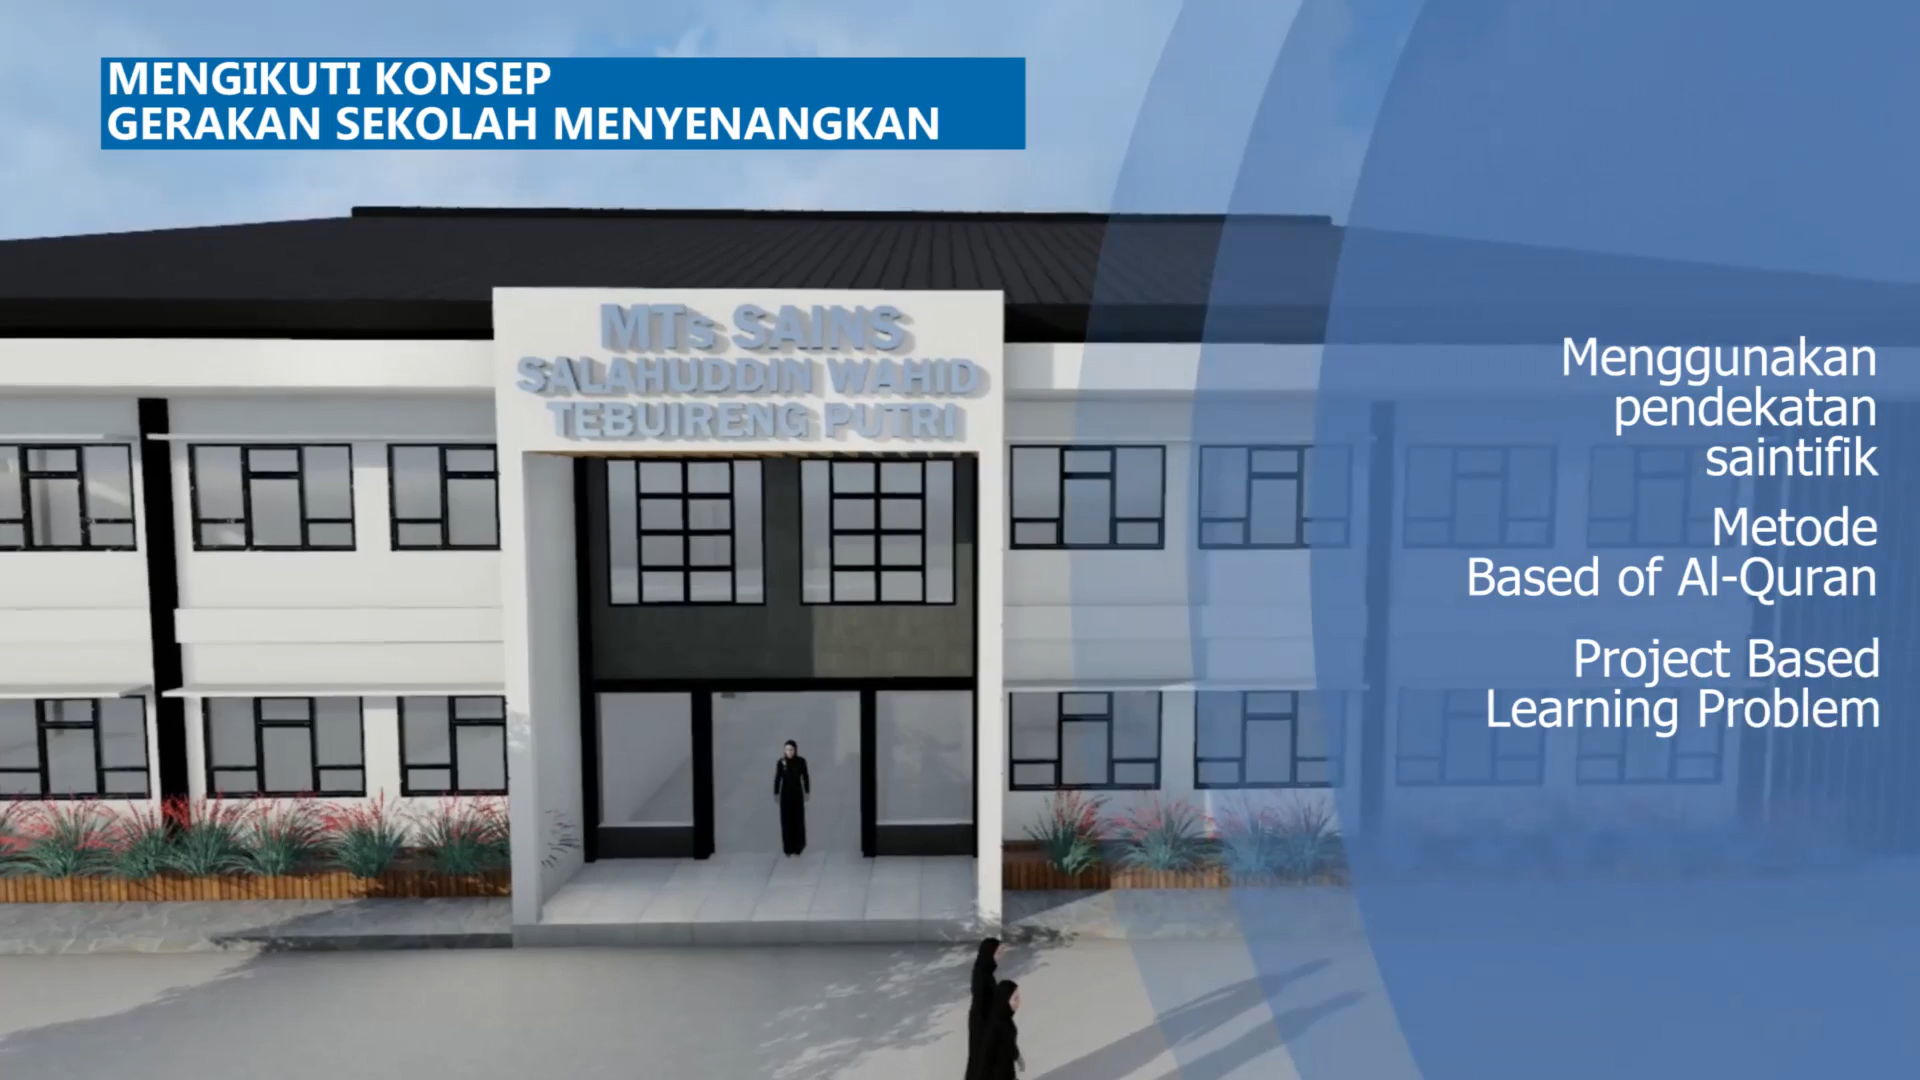 MENGIKUTI KONSEP
GERAKAN SEKOLAH MENYENANGKAN
MTs SAINS
SALAHUDDIN WAHID
TEBUIRENG PUTRI
Menggunakan
pendekatan
saintifik
Metode
Based of Al-Quran
Project Based
Learning Problem